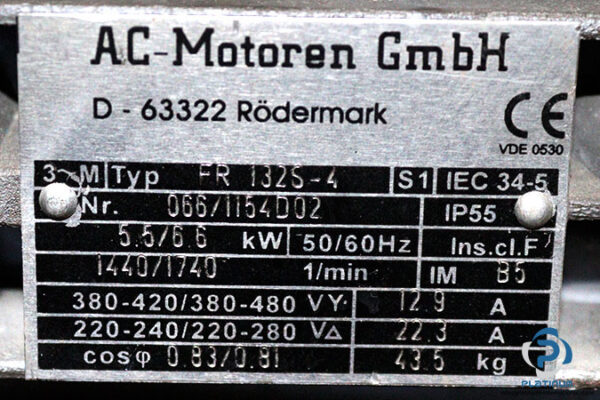 AC-Motoren GmbH
D - 63322 Rödermark
CE
VDE 0530
3~M Typ FR 132S-4 S1 IEC 34-5
Nr. 066/1154D02 IP55
5.5/6.6 kW 50/60Hz Ins.cl.F
1440/1740 1/min IM B5
380-420/380-480 VY 12.9 A
220-240/220-280 V△ 22.3 A
cosφ 0.83/0.81 43.5 kg
PLATINUM